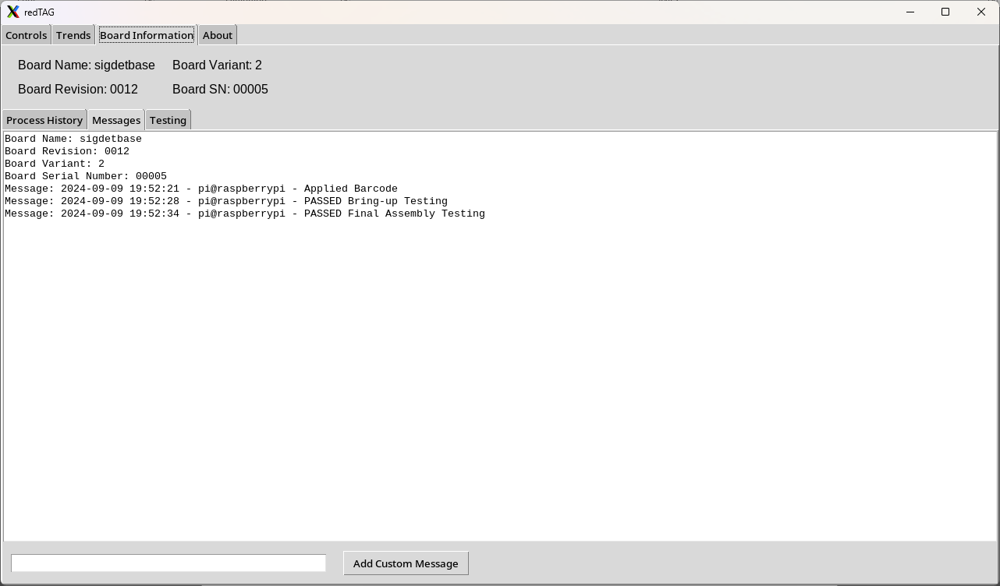 redTAG
Controls Trends Board Information About
Board Name: sigdetbase Board Variant: 2
Board Revision: 0012 Board SN: 00005
Process History Messages Testing
Board Name: sigdetbase
Board Revision: 0012
Board Variant: 2
Board Serial Number: 00005
Message: 2024-09-09 19:52:21 - pi@raspberrypi - Applied Barcode
Message: 2024-09-09 19:52:28 - pi@raspberrypi - PASSED Bring-up Testing
Message: 2024-09-09 19:52:34 - pi@raspberrypi - PASSED Final Assembly Testing
Add Custom Message